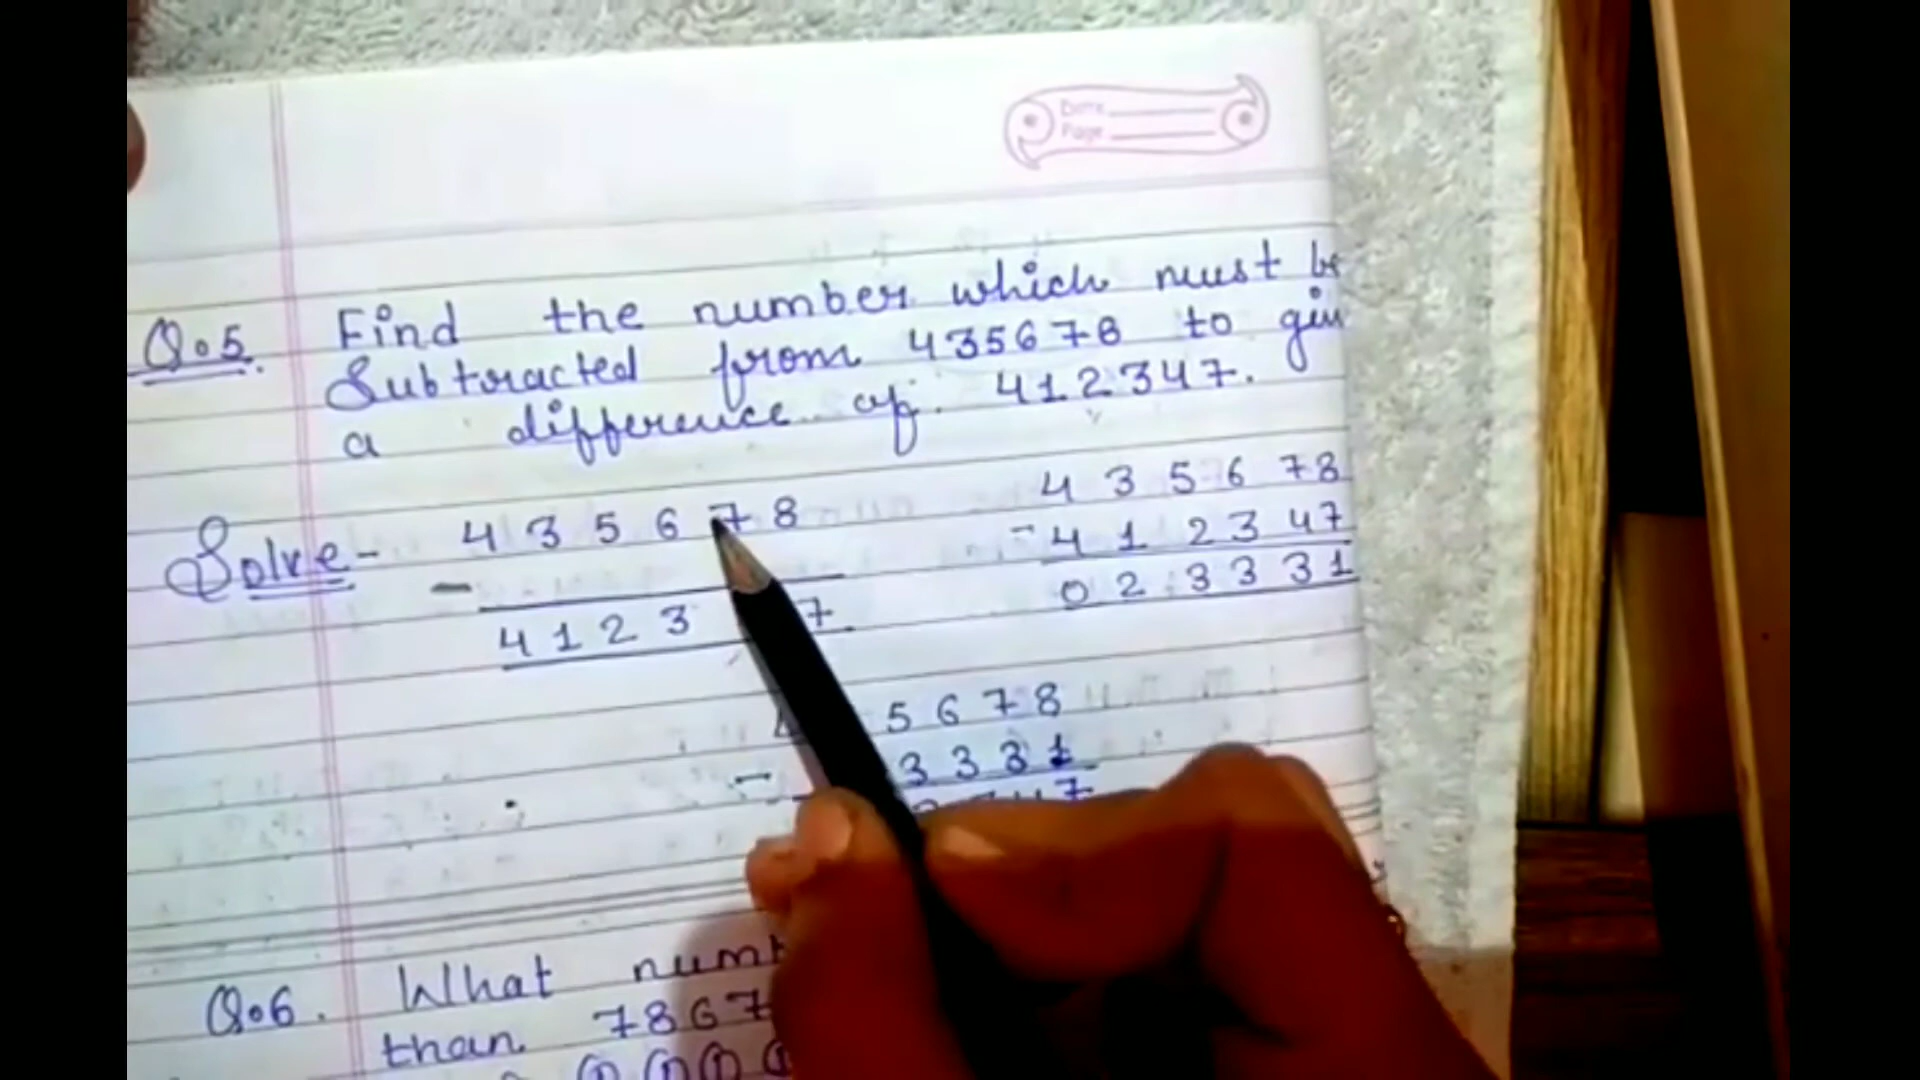 Date
Page
Q.5 Find the number which must be
Subtracted from 435678 to give
a difference of. 412347.
Solve- 4 3 5 6 7 8
-
4 1 2 3 7
4 3 5 6 7 8
- 4 1 2 3 4 7
0 2 3 3 3 1
5 6 7 8
- 3 3 3 1
4 7
Q.6. What
than 7867